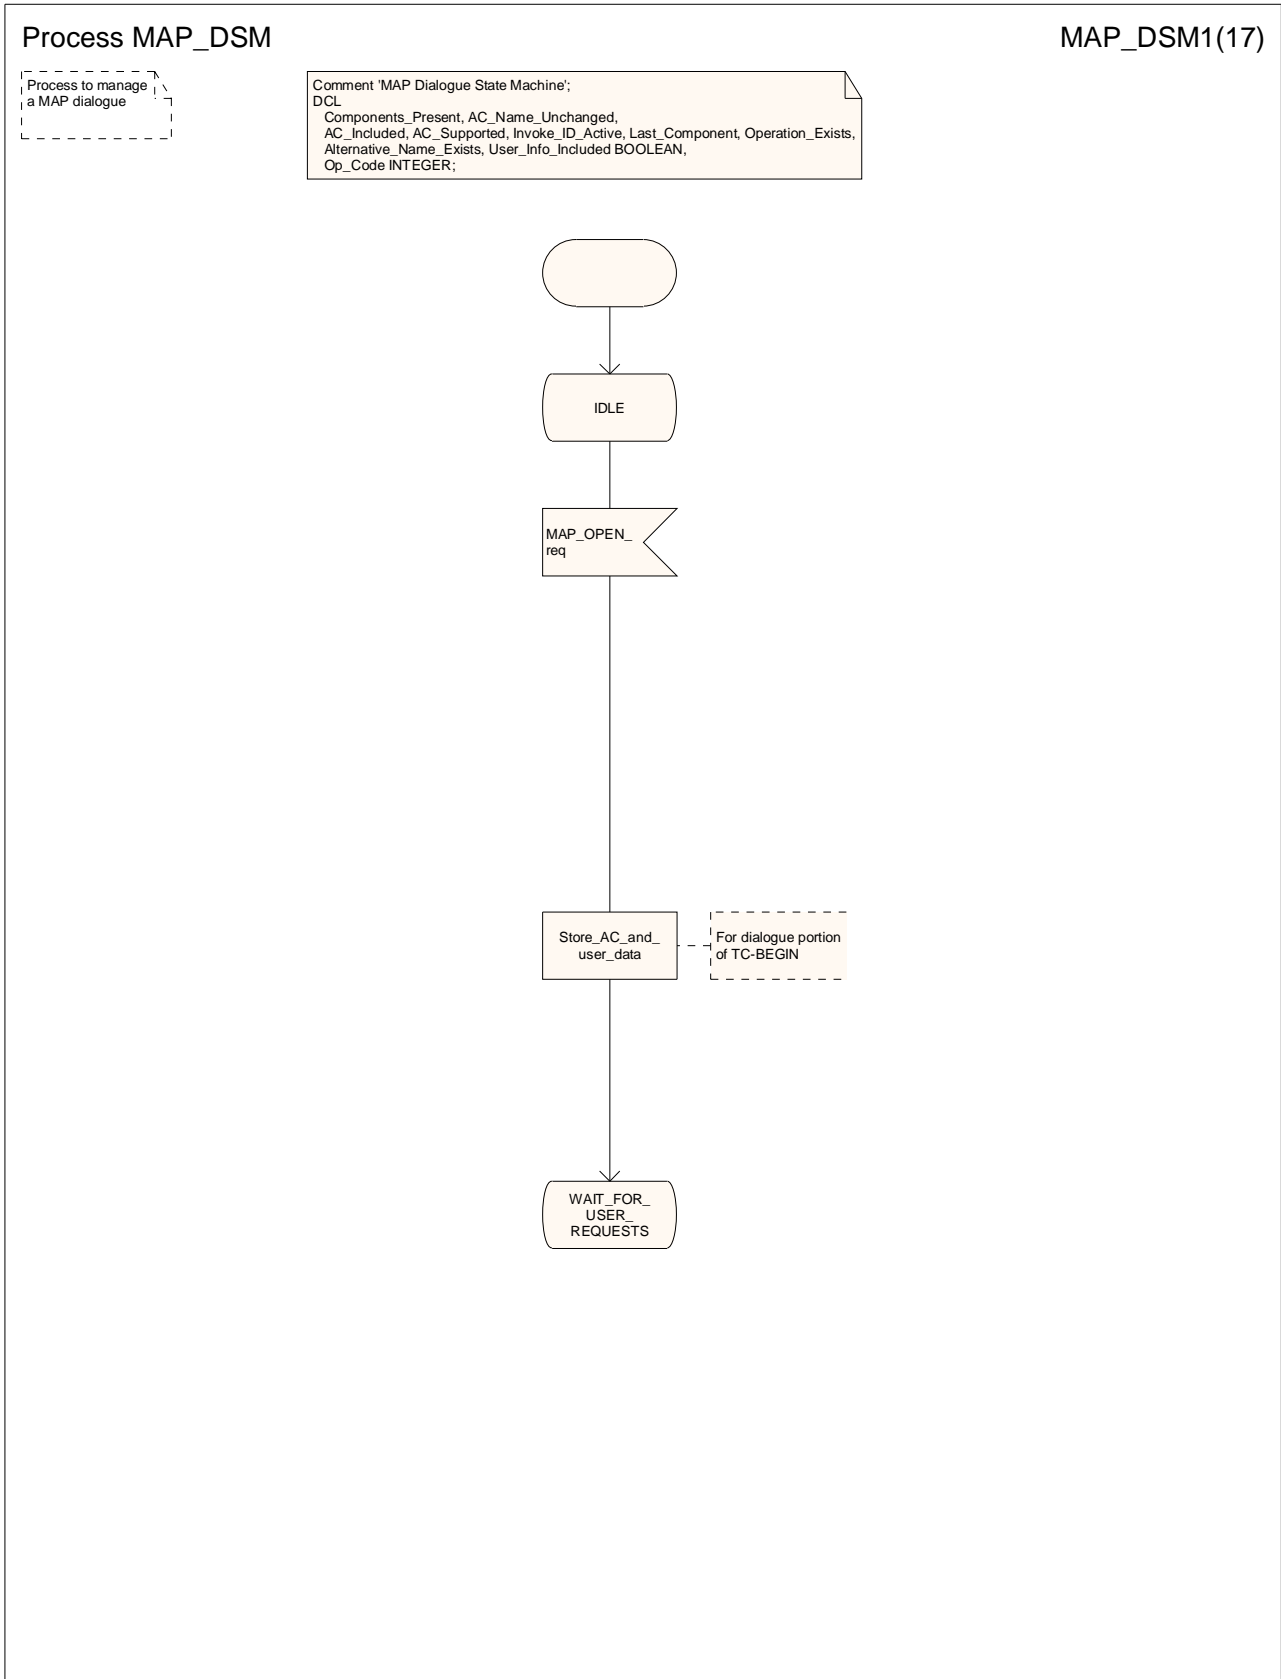 Process MAP_DSM
MAP_DSM1(17)
Process to manage
a MAP dialogue
Comment 'MAP Dialogue State Machine';
DCL
Components_Present, AC_Name_Unchanged,
AC_Included, AC_Supported, Invoke_ID_Active, Last_Component, Operation_Exists,
Alternative_Name_Exists, User_Info_Included BOOLEAN,
Op_Code INTEGER;
IDLE
MAP_OPEN_
req
Store_AC_and_
user_data
For dialogue portion
of TC-BEGIN
WAIT_FOR_
USER_
REQUESTS